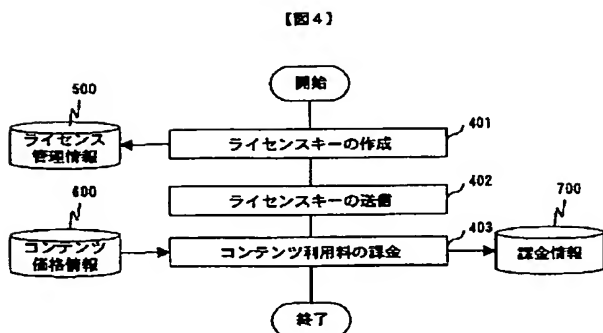 【図4】
開始
500
ライセンス
管理情報
401
ライセンスキーの作成
402
ライセンスキーの送信
600
コンテンツ
価格情報
403
コンテンツ利用料の課金
700
課金情報
終了